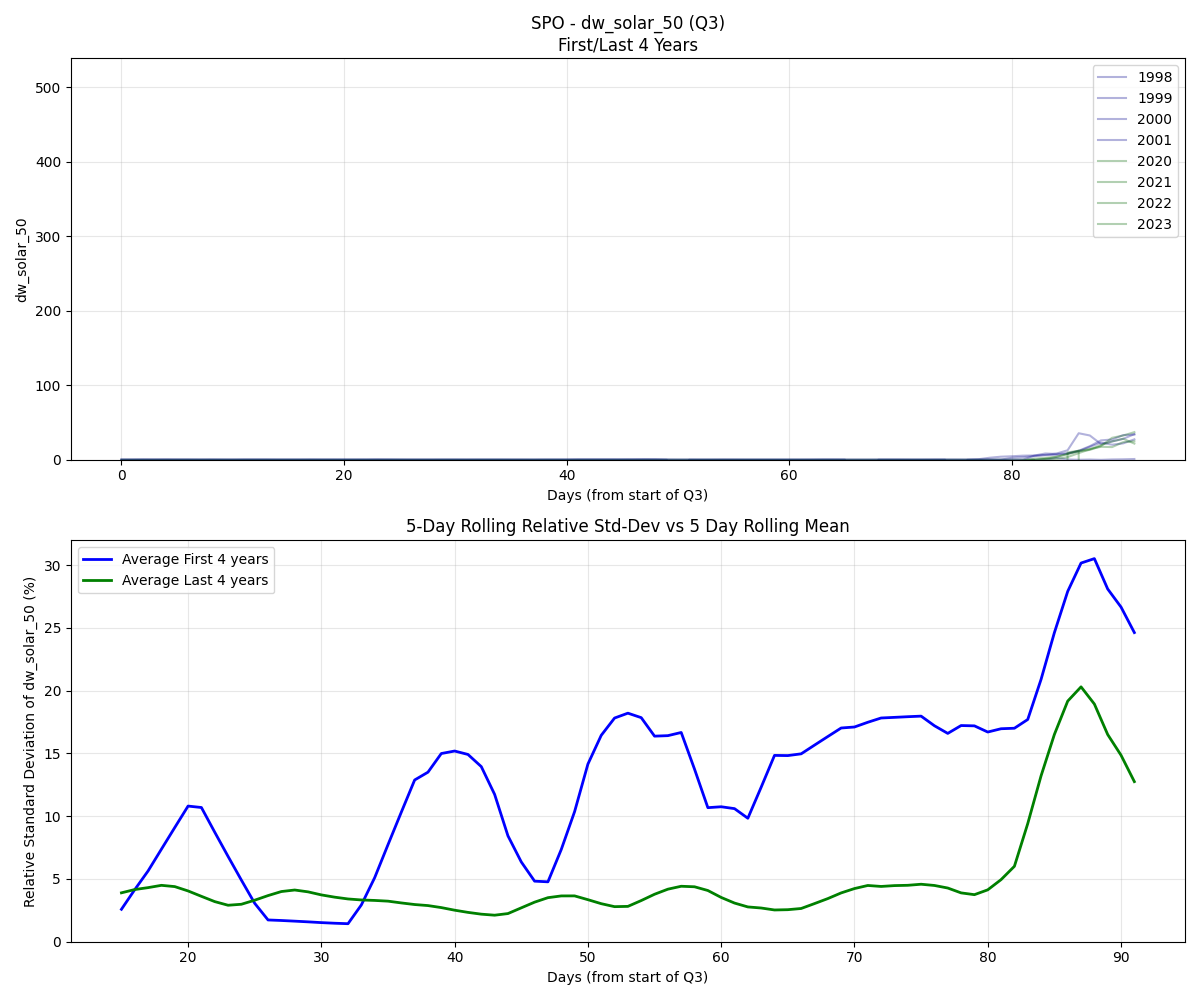 SPO - dw_solar_50 (Q3)
First/Last 4 Years
500
400
300
200
100
0
dw_solar_50
0 20 40 60 80
Days (from start of Q3)
1998
1999
2000
2001
2020
2021
2022
2023
5-Day Rolling Relative Std-Dev vs 5 Day Rolling Mean
Average First 4 years
Average Last 4 years
30
25
20
15
10
5
0
Relative Standard Deviation of dw_solar_50 (%)
20 30 40 50 60 70 80 90
Days (from start of Q3)